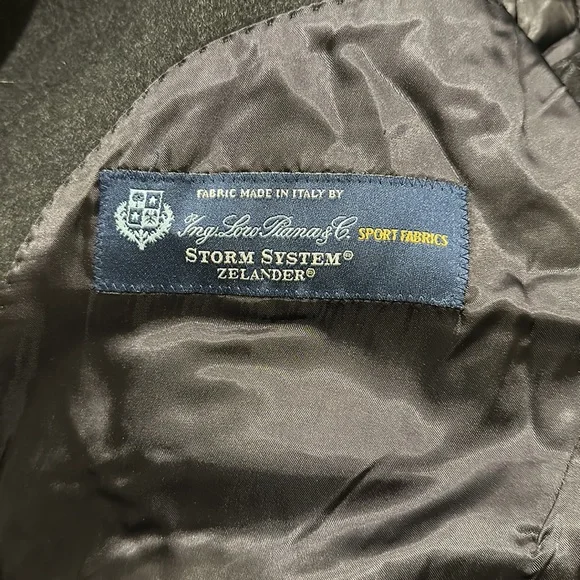 FABRIC MADE IN ITALY BY
Ing. Loro Piana & C. SPORT FABRICS
STORM SYSTEM®
ZELANDER®